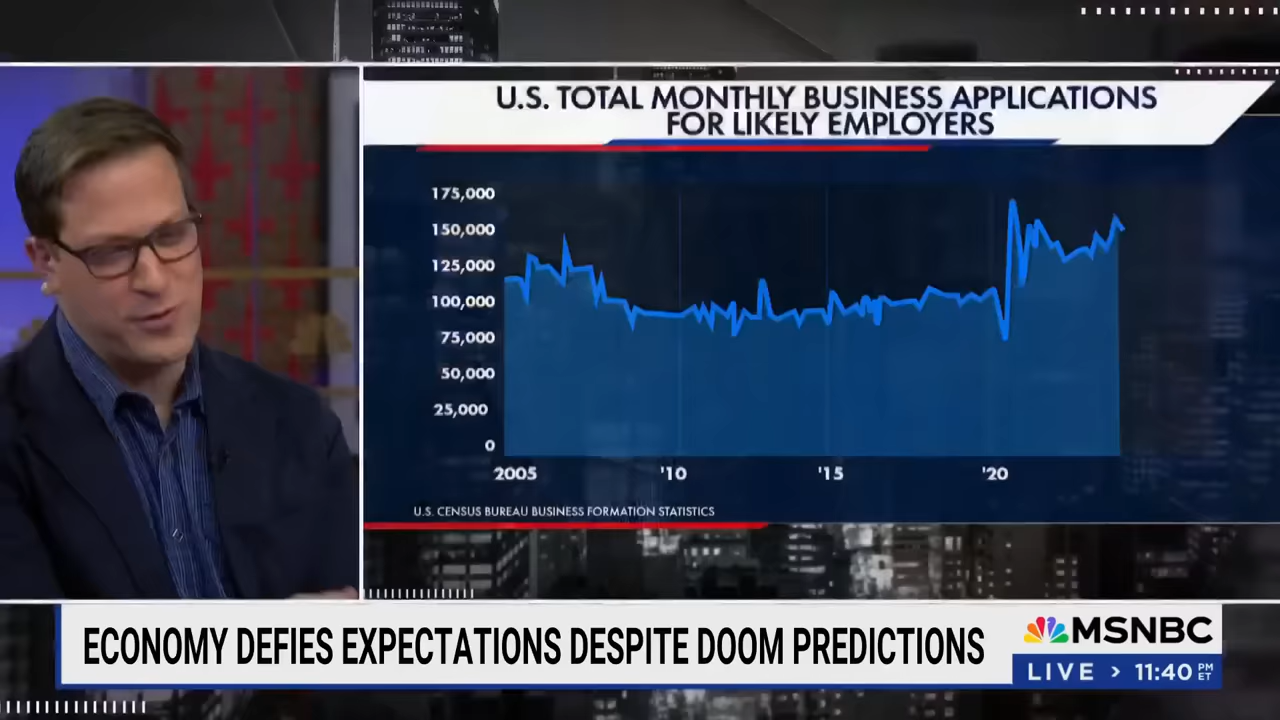 U.S. TOTAL MONTHLY BUSINESS APPLICATIONS
FOR LIKELY EMPLOYERS
175,000
150,000
125,000
100,000
75,000
50,000
25,000
0
2005 '10 '15 '20
U.S. CENSUS BUREAU BUSINESS FORMATION STATISTICS
ECONOMY DEFIES EXPECTATIONS DESPITE DOOM PREDICTIONS
MSNBC
LIVE > 11:40 PM ET